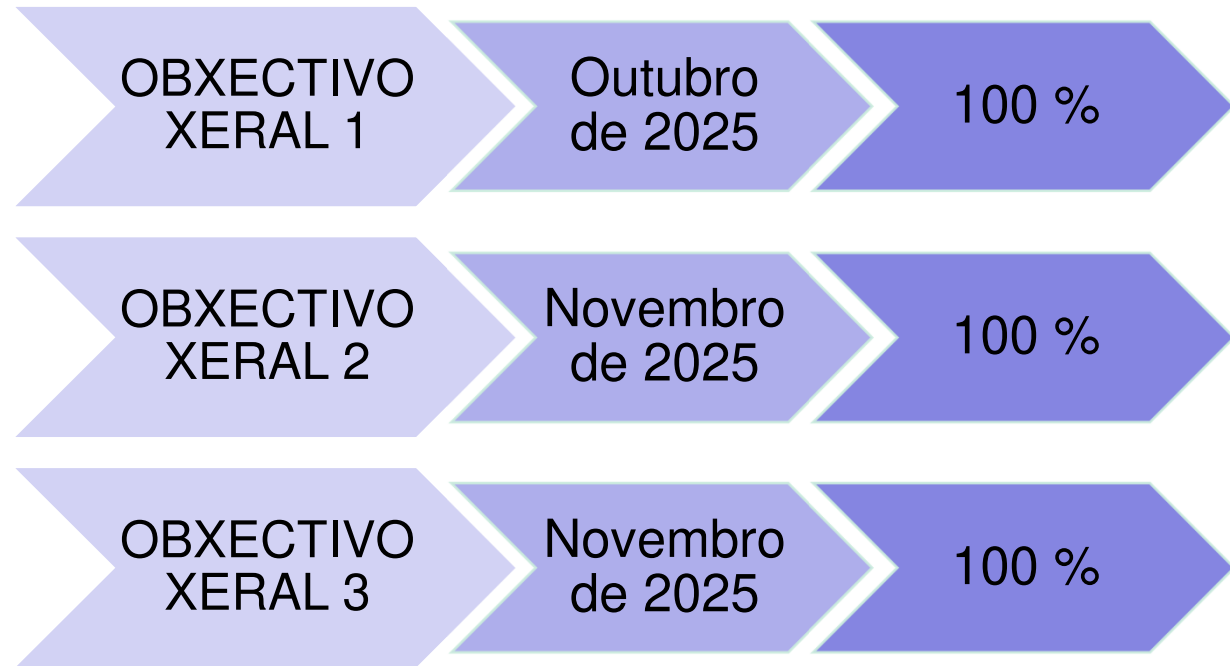 OBXECTIVO
XERAL 1
Outubro
de 2025
100 %
OBXECTIVO
XERAL 2
Novembro
de 2025
100 %
OBXECTIVO
XERAL 3
Novembro
de 2025
100 %